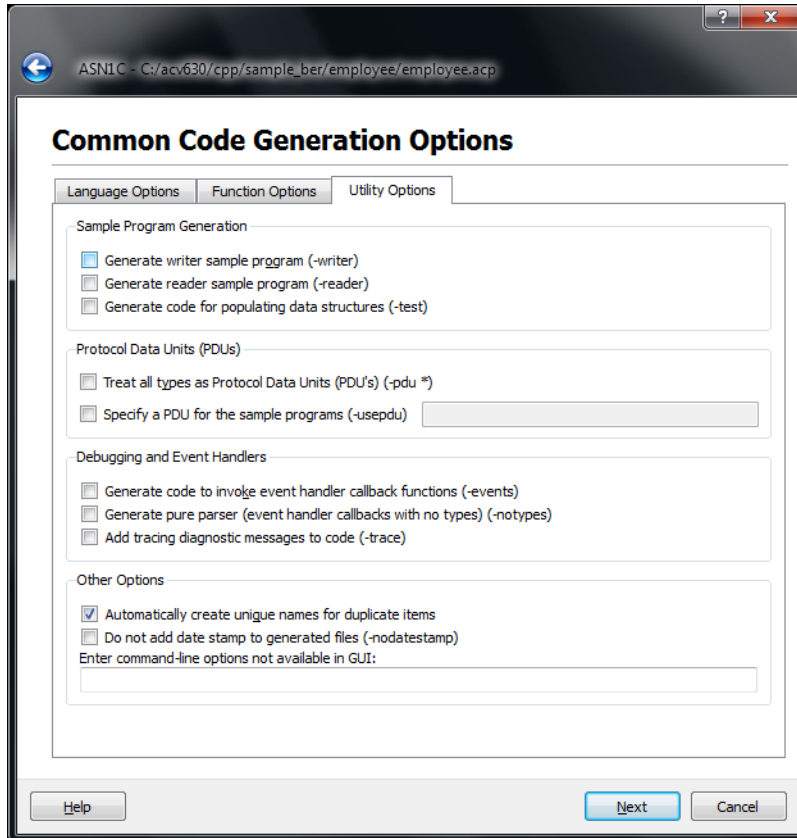 ASN1C - C:/acv630/cpp/sample_ber/employee/employee.acp
Common Code Generation Options
Language Options Function Options Utility Options
Sample Program Generation
Generate writer sample program (-writer)
Generate reader sample program (-reader)
Generate code for populating data structures (-test)
Protocol Data Units (PDUs)
Treat all types as Protocol Data Units (PDU's) (-pdu *)
Specify a PDU for the sample programs (-usepdu)
Debugging and Event Handlers
Generate code to invoke event handler callback functions (-events)
Generate pure parser (event handler callbacks with no types) (-notypes)
Add tracing diagnostic messages to code (-trace)
Other Options
Automatically create unique names for duplicate items
Do not add date stamp to generated files (-nodatestamp)
Enter command-line options not available in GUI:
Help Next Cancel